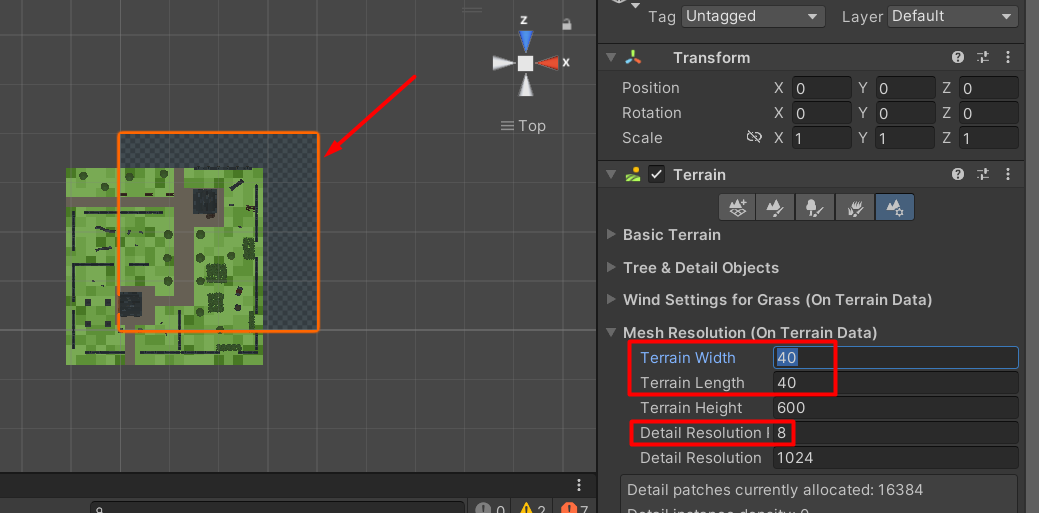 Tag Untagged Layer Default
z
x
Top
Transform
Position X 0 Y 0 Z 0
Rotation X 0 Y 0 Z 0
Scale X 1 Y 1 Z 1
Terrain
Basic Terrain
Tree & Detail Objects
Wind Settings for Grass (On Terrain Data)
Mesh Resolution (On Terrain Data)
Terrain Width 40
Terrain Length 40
Terrain Height 600
Detail Resolution 8
Detail Resolution 1024
Detail patches currently allocated: 16384
Detail instance density: 0
0 2 7